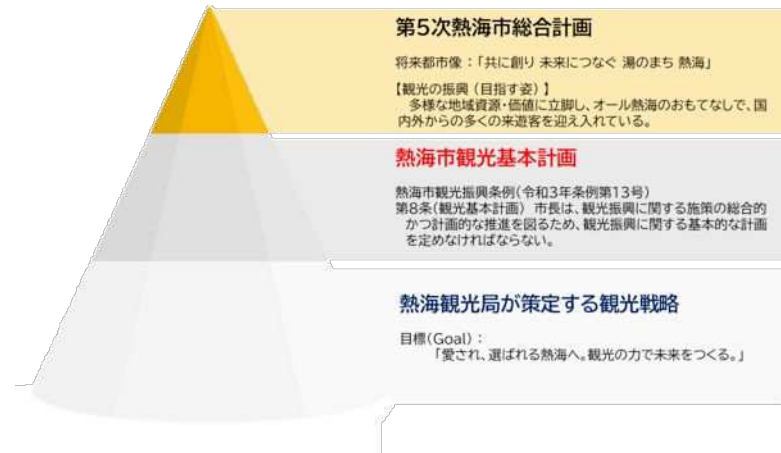 第5次熱海市総合計画
将来都市像：「共に創り 未来につなぐ 湯のまち 熱海」
【観光の振興（目指す姿）】
多様な地域資源・価値に立脚し、オール熱海のおもてなしで、国
内外からの多くの来遊客を迎え入れている。
熱海市観光基本計画
熱海市観光振興条例(令和3年条例第13号)
第8条(観光基本計画) 市長は、観光振興に関する施策の総合的
かつ計画的な推進を図るため、観光振興に関する基本的な計画
を定めなければならない。
熱海観光局が策定する観光戦略
目標(Goal)：
「愛され、選ばれる熱海へ。観光の力で未来をつくる。」